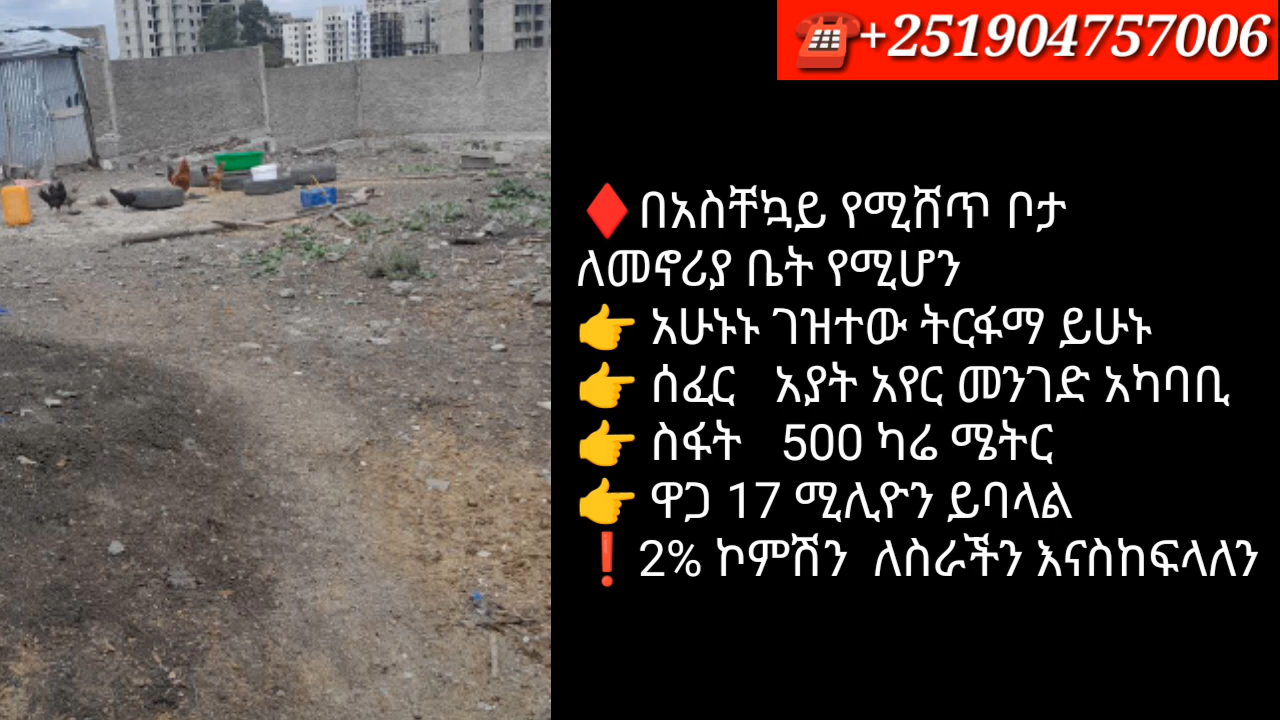 ☎️+251904757006
♦️በአስቸኳይ የሚሸጥ ቦታ
ለመኖሪያ ቤት የሚሆን
👉 አሁኑኑ ገዝተው ትርፋማ ይሁኑ
👉 ሰፈር አያት አየር መንገድ አካባቢ
👉 ስፋት 500 ካሬ ሜትር
👉 ዋጋ 17 ሚሊዮን ይባላል
❗2% ኮምሽን ለስራችን እናስከፍላለን